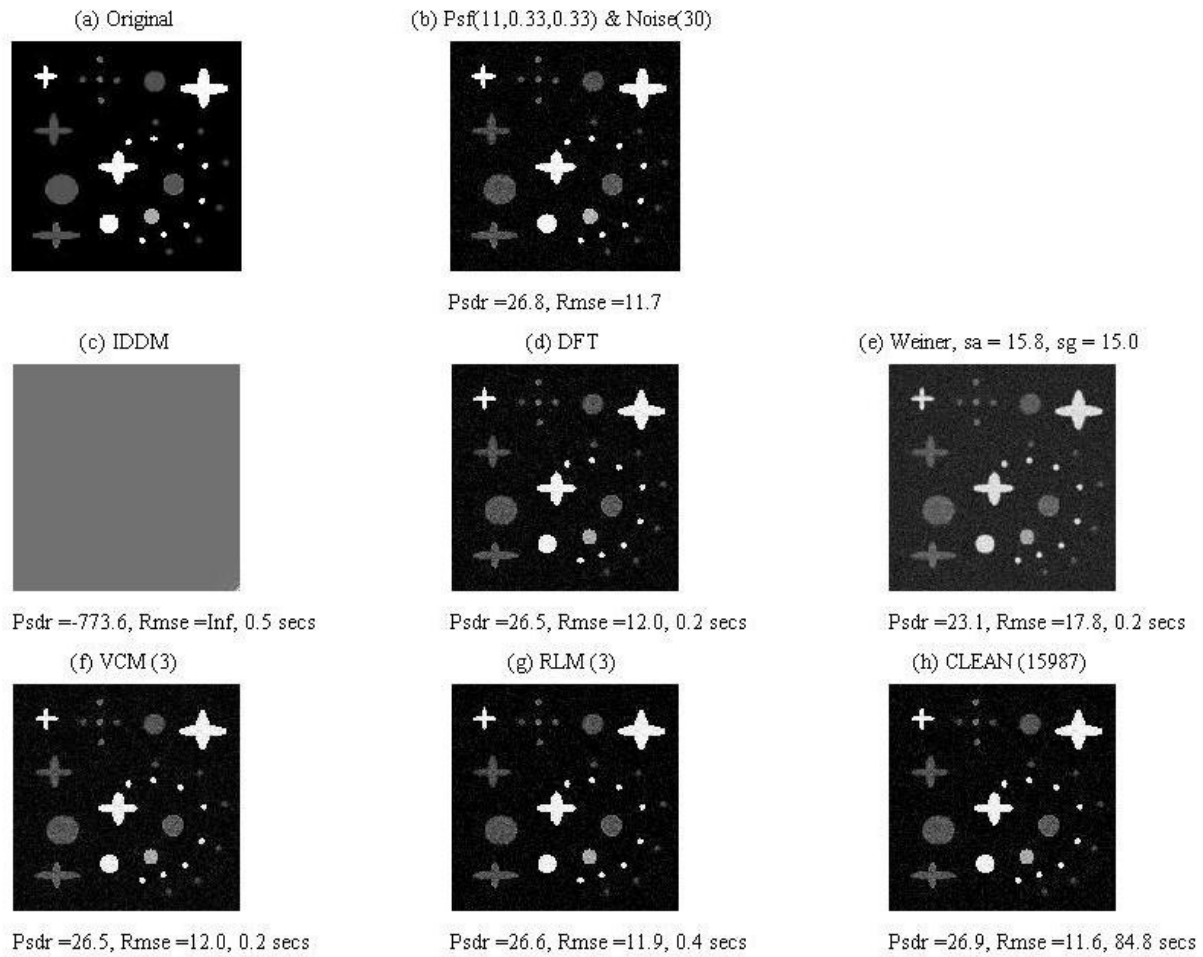 (a) Original
(b) Psf(11,0.33,0.33) & Noise(30)
Psdr =26.8, Rmse =11.7
(c) IDDM
(d) DFT
(e) Weiner, sa = 15.8, sg = 15.0
Psdr =-773.6, Rmse =Inf, 0.5 secs
Psdr =26.5, Rmse =12.0, 0.2 secs
Psdr =23.1, Rmse =17.8, 0.2 secs
(f) VCM (3)
(g) RLM (3)
(h) CLEAN (15987)
Psdr =26.5, Rmse =12.0, 0.2 secs
Psdr =26.6, Rmse =11.9, 0.4 secs
Psdr =26.9, Rmse =11.6, 84.8 secs